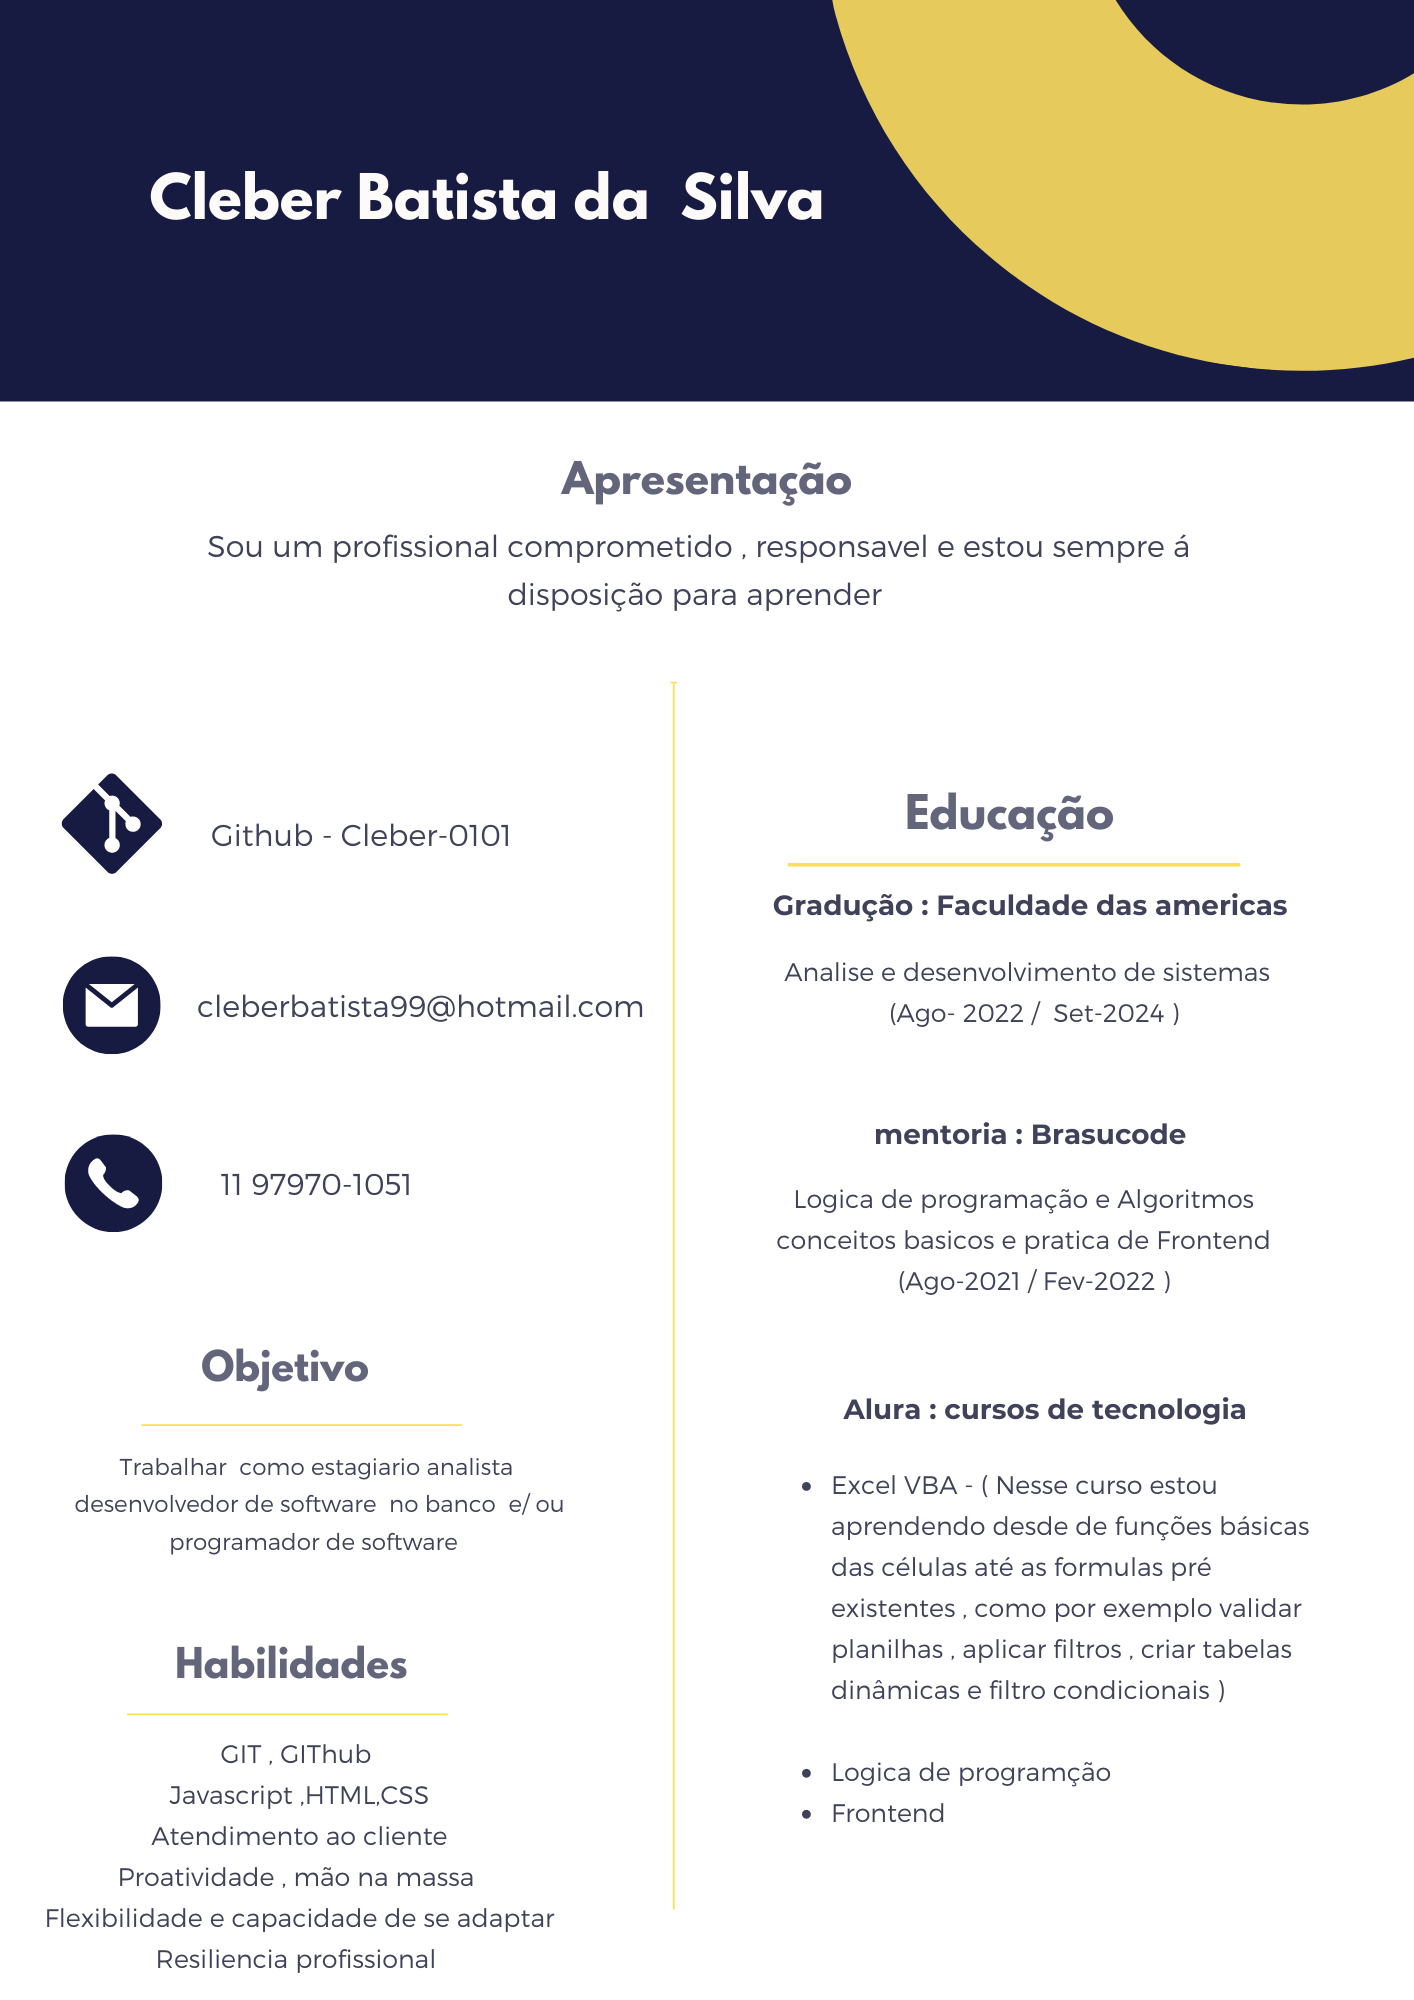 Cleber Batista da  Silva
Apresentação
Sou um profissional comprometido , responsavel e estou sempre á
disposição para aprender
Github - Cleber-0101
cleberbatista99@hotmail.com
11 97970-1051
Objetivo
Trabalhar  como estagiario analista
desenvolvedor de software  no banco  e/ ou
programador de software
Habilidades
GIT , GIThub
Javascript ,HTML,CSS
Atendimento ao cliente
Proatividade , mão na massa
Flexibilidade e capacidade de se adaptar
Resiliencia profissional
Educação
Gradução : Faculdade das americas
Analise e desenvolvimento de sistemas
(Ago- 2022 /  Set-2024 )
mentoria : Brasucode
Logica de programação e Algoritmos
conceitos basicos e pratica de Frontend
(Ago-2021 / Fev-2022 )
Alura : cursos de tecnologia
• Excel VBA - ( Nesse curso estou
aprendendo desde de funções básicas
das células até as formulas pré
existentes , como por exemplo validar
planilhas , aplicar filtros , criar tabelas
dinâmicas e filtro condicionais )
• Logica de programção
• Frontend